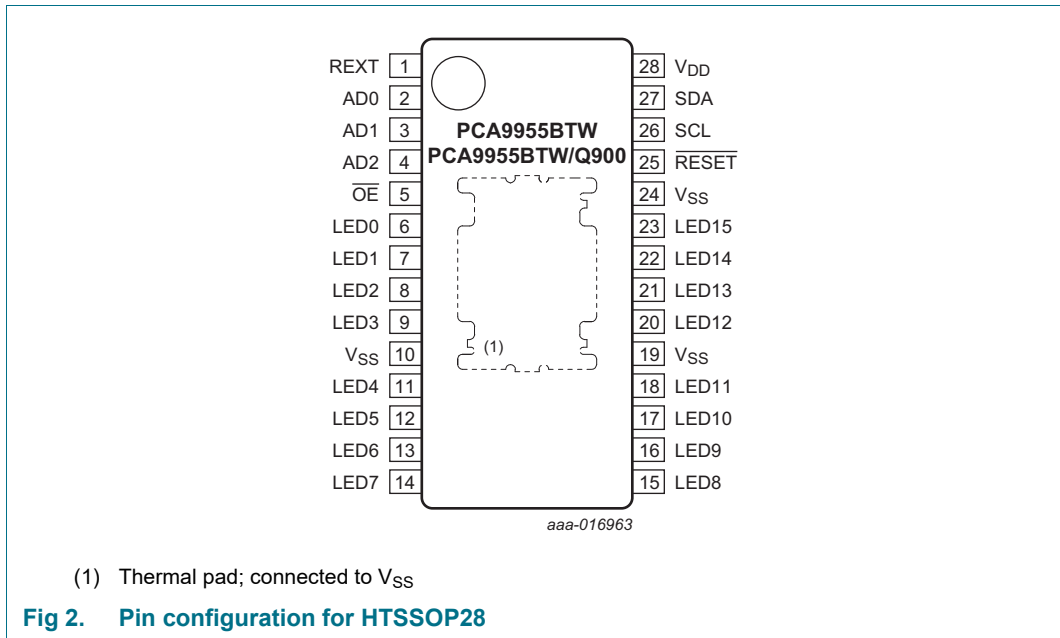 REXT 1
AD0 2
AD1 3
AD2 4
OE 5
LED0 6
LED1 7
LED2 8
LED3 9
VSS 10
LED4 11
LED5 12
LED6 13
LED7 14
PCA9955BTW
PCA9955BTW/Q900
(1)
28 VDD
27 SDA
26 SCL
25 RESET
24 VSS
23 LED15
22 LED14
21 LED13
20 LED12
19 VSS
18 LED11
17 LED10
16 LED9
15 LED8
aaa-016963
(1) Thermal pad; connected to VSS
Fig 2. Pin configuration for HTSSOP28